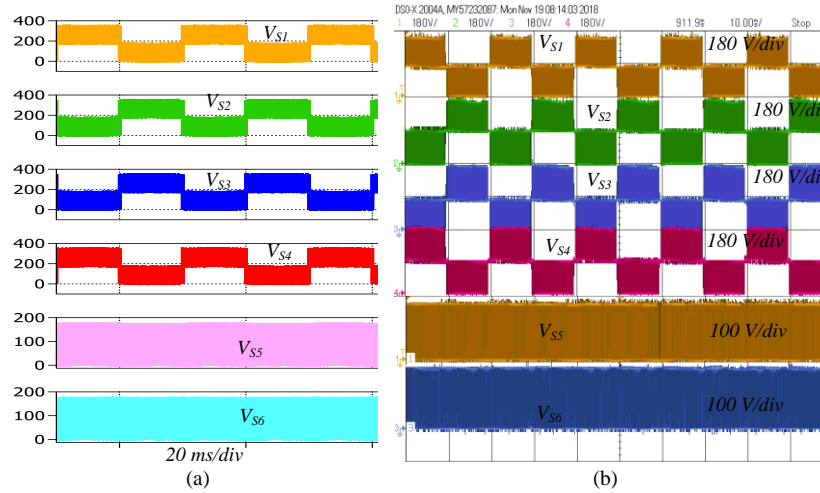 DSO-X 2004A, MY57232087: Mon Nov 19 08:14:03 2018
1 180V/ 2 180V/ 3 180V/ 4 180V/ 911.9㎳ 10.00㎳/ Stop
400
200
0
V_S1
400
200
0
V_S2
400
200
0
V_S3
400
200
0
V_S4
200
100
0
V_S5
200
100
0
V_S6
20 ms/div
(a)
V_S1 180 V/div
V_S2 180 V/div
V_S3 180 V/div
V_S4 180 V/div
V_S5 100 V/div
V_S6 100 V/div
(b)